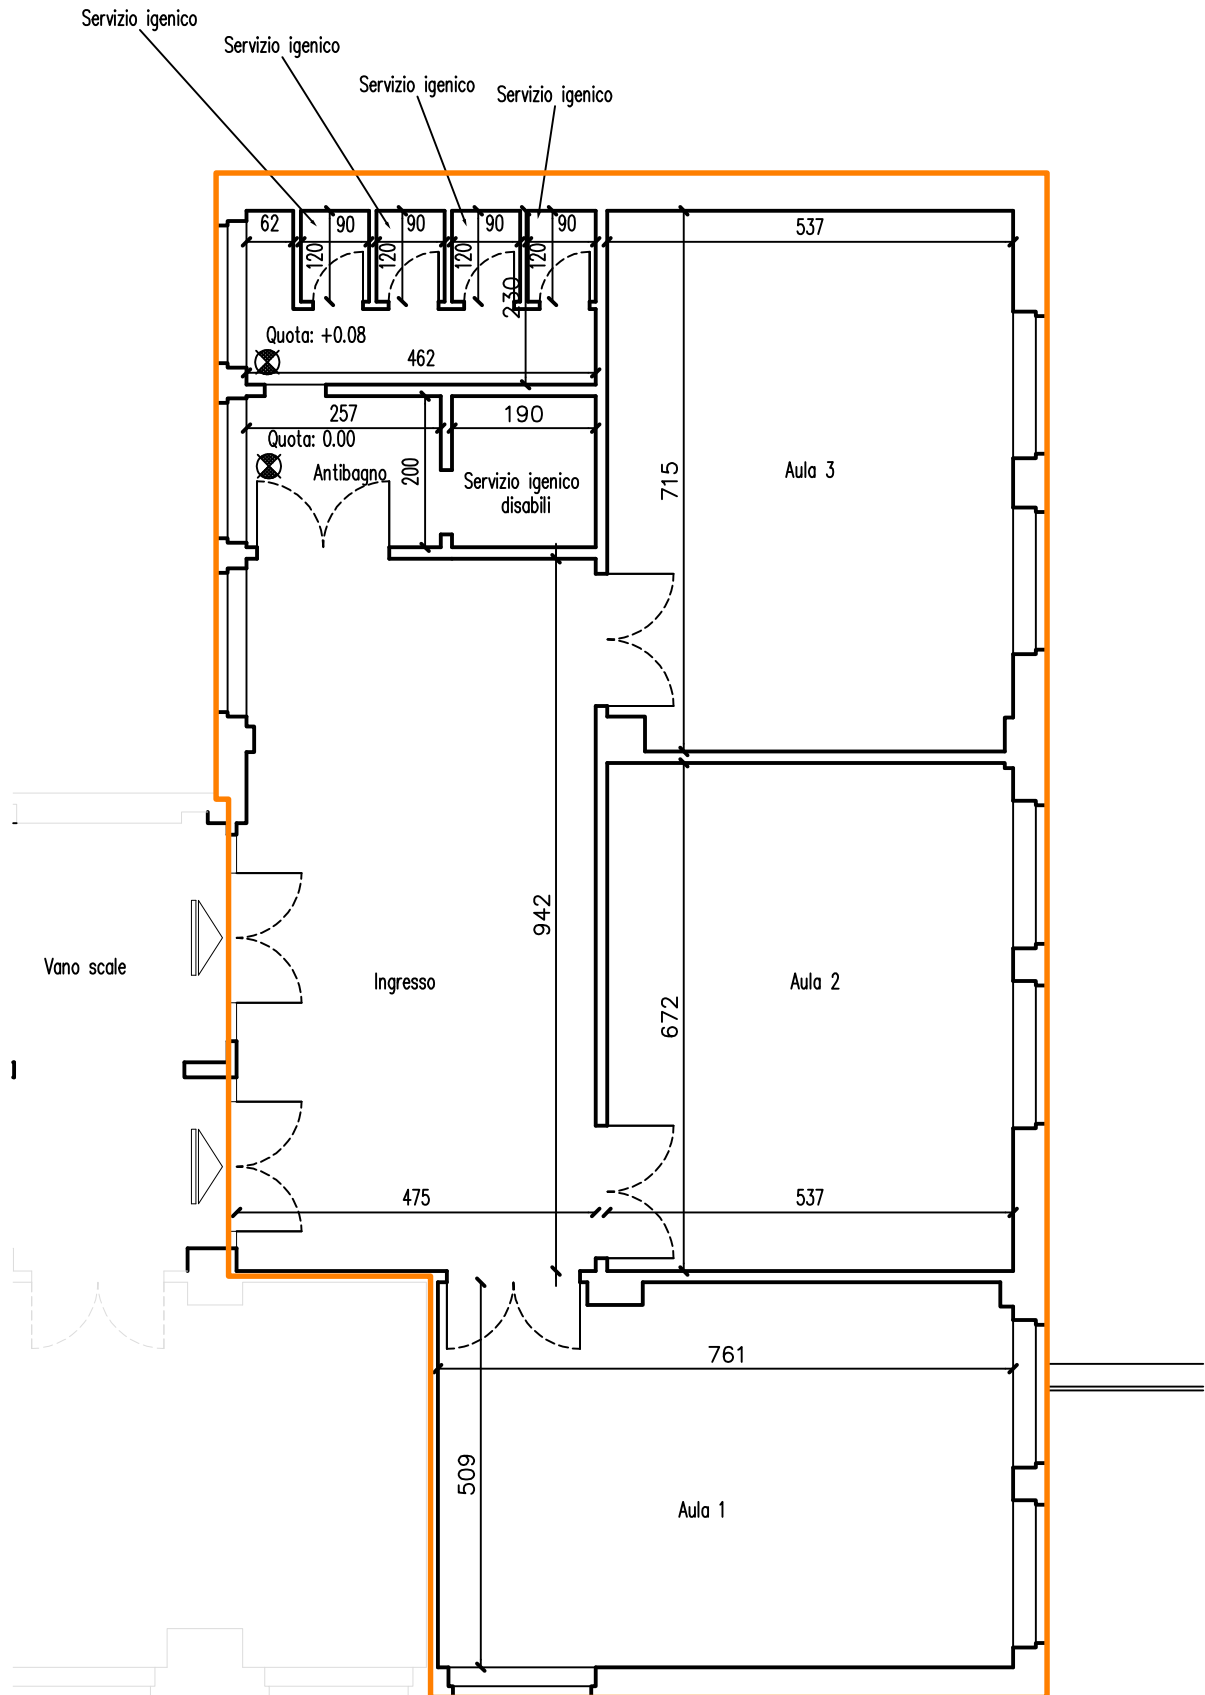 Servizio igenico
Servizio igenico
Servizio igenico
Servizio igenico
62
90
90
90
90
537
120
120
120
120
230
Quota: +0.08
462
257
190
Quota: 0.00
Antibagno
200
Servizio igenico
disabili
715
Aula 3
942
Vano scale
Ingresso
Aula 2
672
475
537
761
509
Aula 1